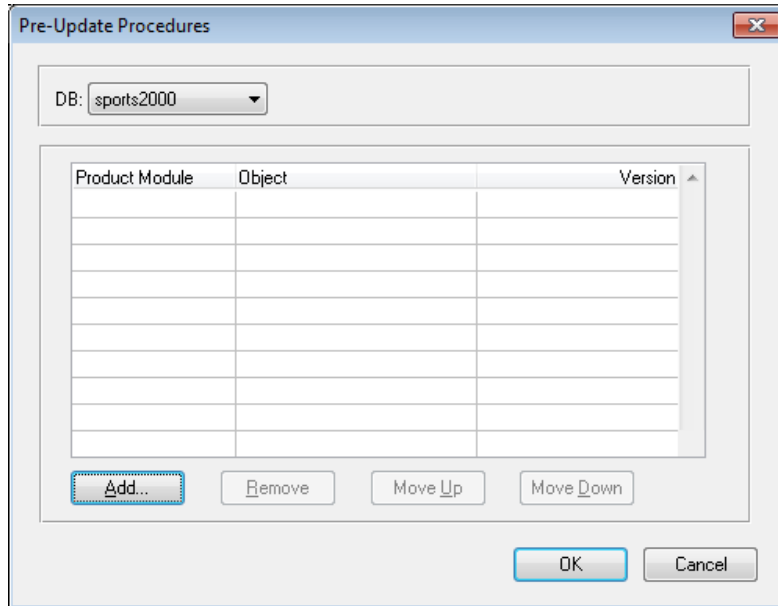 Pre-Update Procedures
DB: sports2000
Product Module Object Version
Add... Remove Move Up Move Down
OK Cancel